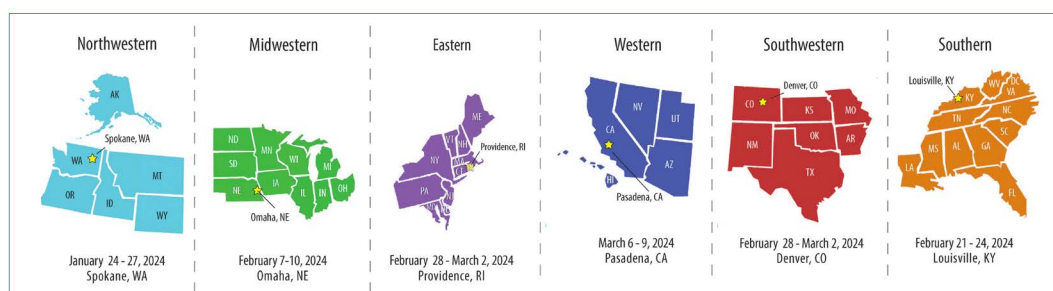 Northwestern
AK
Spokane, WA
WA
MT
OR
ID
WY
January 24 - 27, 2024
Spokane, WA
Midwestern
ND
MN
SD
WI
MI
NE
IA
IL
IN
OH
Omaha, NE
February 7-10, 2024
Omaha, NE
Eastern
ME
VT
NH
NY
Providence, RI
MA
CT
PA
February 28 - March 2, 2024
Providence, RI
Western
NV
UT
CA
AZ
HI
Pasadena, CA
March 6 - 9, 2024
Pasadena, CA
Southwestern
Denver, CO
CO
KS
MO
OK
AR
NM
TX
February 28 - March 2, 2024
Denver, CO
Southern
Louisville, KY
WV
DC
VA
KY
NC
TN
SC
MS
AL
GA
LA
FL
February 21 - 24, 2024
Louisville, KY